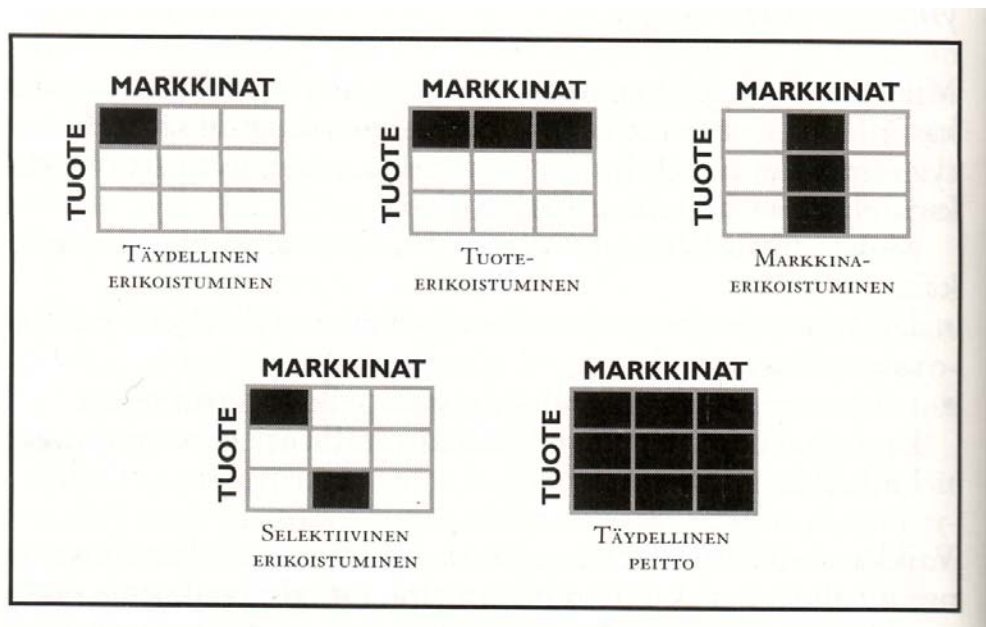 MARKKINAT
TUOTE
TÄYDELLINEN
ERIKOISTUMINEN
MARKKINAT
TUOTE
TUOTE-
ERIKOISTUMINEN
MARKKINAT
TUOTE
MARKKINA-
ERIKOISTUMINEN
MARKKINAT
TUOTE
SELEKTIIVINEN
ERIKOISTUMINEN
MARKKINAT
TUOTE
TÄYDELLINEN
PEITTO